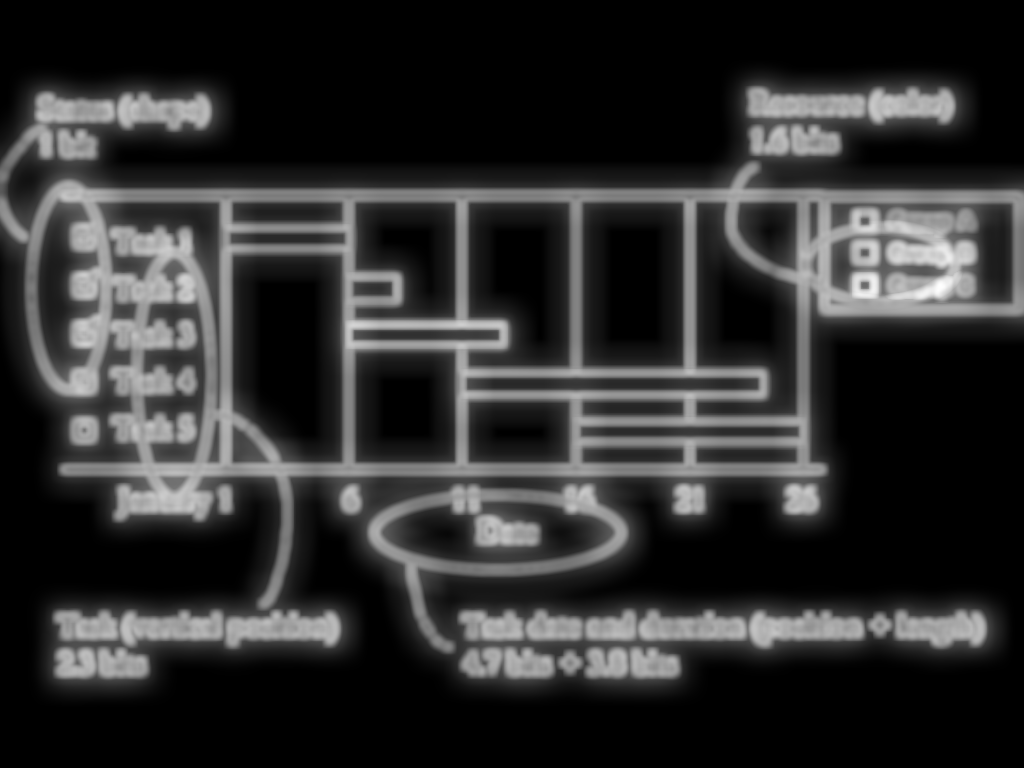 Status (shape)
1 bit
Resource (color)
1.6 bits
Group A
Group B
Group C
Task 1
Task 2
Task 3
Task 4
Task 5
January 1 6 11 16 21 26
Date
Task (vertical position)
2.3 bits
Task date and duration (position + length)
4.7 bits + 3.8 bits